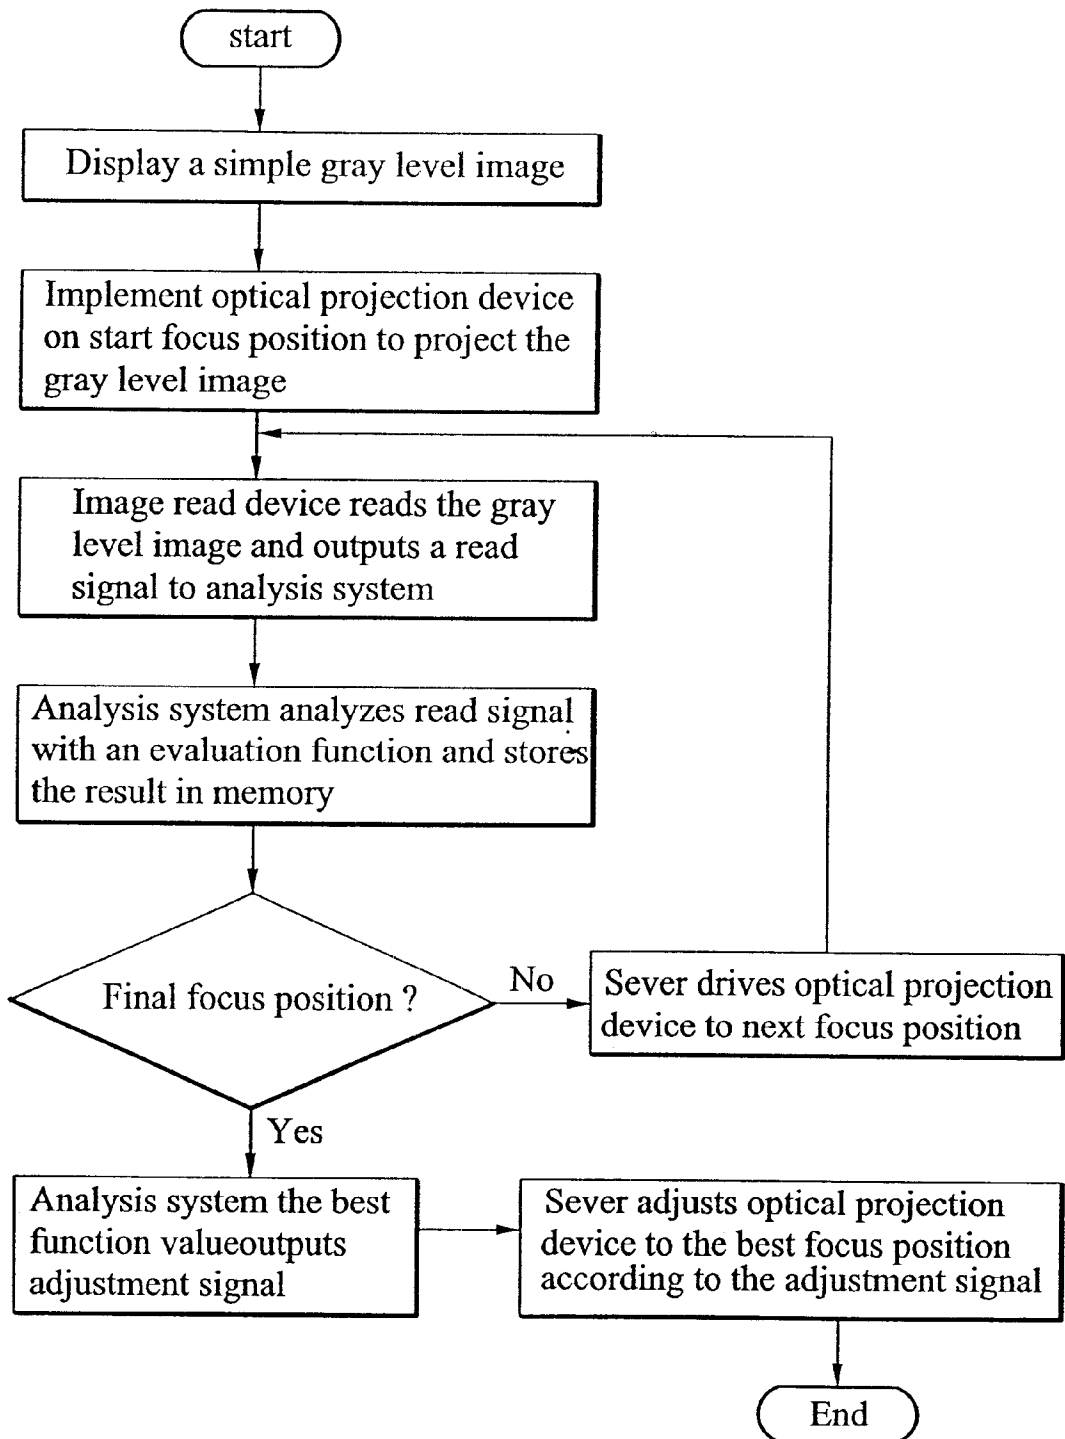 start
Display a simple gray level image
Implement optical projection device
on start focus position to project the
gray level image
Image read device reads the gray
level image and outputs a read
signal to analysis system
Analysis system analyzes read signal
with an evaluation function and stores
the result in memory
Final focus position ?
No
Sever drives optical projection
device to next focus position
Yes
Analysis system the best
function valueoutputs
adjustment signal
Sever adjusts optical projection
device to the best focus position
according to the adjustment signal
End